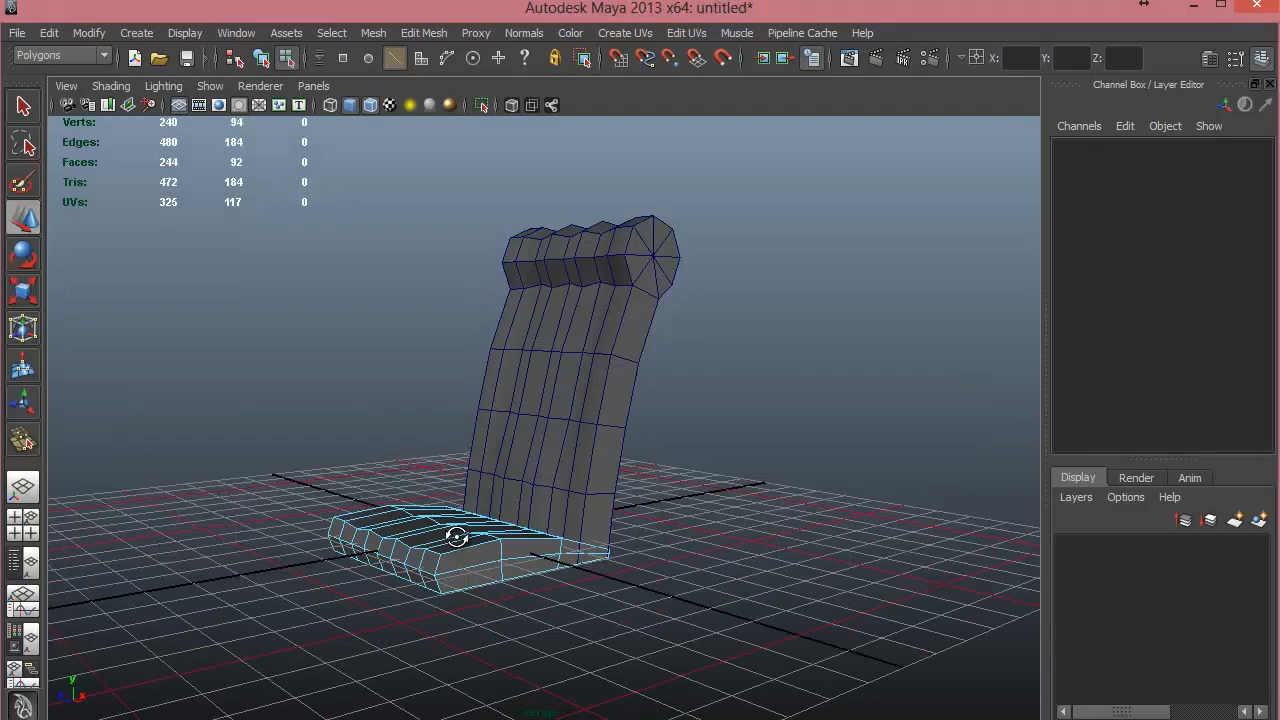 Autodesk Maya 2013 x64: untitled*
File Edit Modify Create Display Window Assets Select Mesh Edit Mesh Proxy Normals Color Create UVs Edit UVs Muscle Pipeline Cache Help
Polygons
X: Y: Z:
View Shading Lighting Show Renderer Panels
Channel Box / Layer Editor
Channels Edit Object Show
Verts: 240 94 0
Edges: 480 184 0
Faces: 244 92 0
Tris: 472 184 0
UVs: 325 117 0
Display Render Anim
Layers Options Help
y
z x
persp